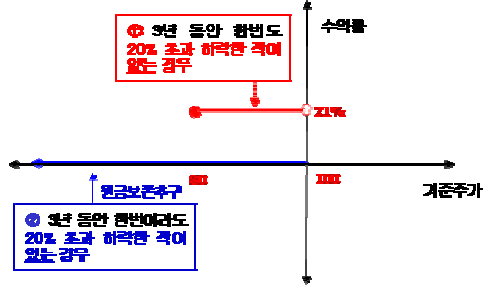 ① 3년 동안 한번도
20% 초과 하락한 적이
없는 경우
수익률
21%
80
100
기준주가
원금보존추구
② 3년 동안 한번이라도
20% 초과 하락한 적이
있는 경우